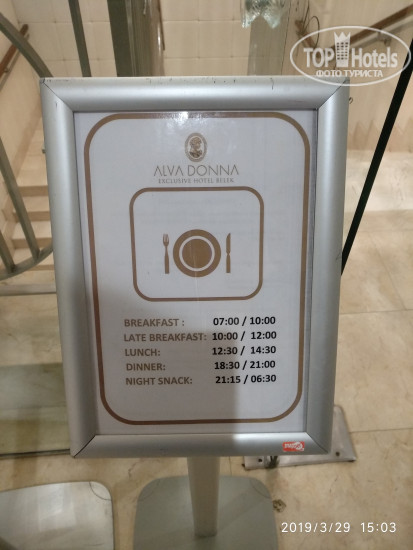 TopHotels
ФОТО ТУРИСТА
ALVA DONNA
EXCLUSIVE HOTEL BELEK
BREAKFAST : 07:00 / 10:00
LATE BREAKFAST: 10:00 / 12:00
LUNCH: 12:30 / 14:30
DINNER: 18:30 / 21:00
NIGHT SNACK: 21:15 / 06:30
2019/3/29 15:03